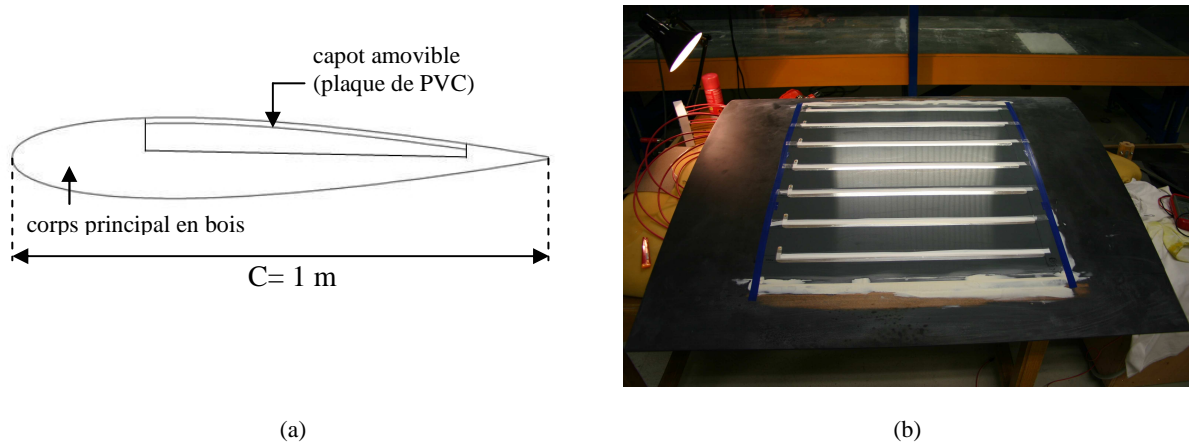 capot amovible
(plaque de PVC)
corps principal en bois
C= 1 m
(a)
(b)